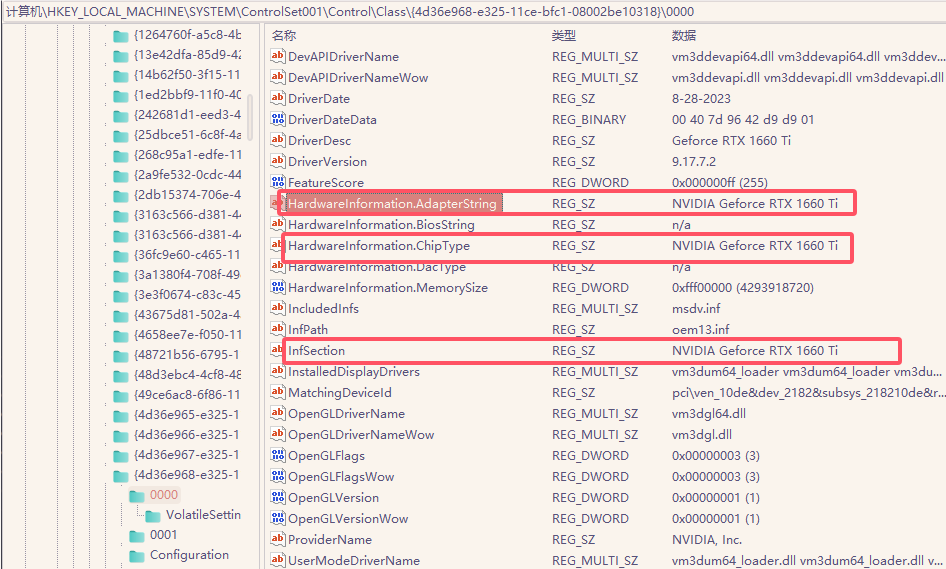 计算机\HKEY_LOCAL_MACHINE\SYSTEM\ControlSet001\Control\Class\{4d36e968-e325-11ce-bfc1-08002be10318}\0000
{1264760f-a5c8-4b
{13e42dfa-85d9-42
{14b62f50-3f15-11
{1ed2bbf9-11f0-40
{242681d1-eed3-4
{25dbce51-6c8f-4a
{268c95a1-edfe-11
{2a9fe532-0cdc-44
{2db15374-706e-4
{3163c566-d381-44
{3163c566-d381-44
{36fc9e60-c465-11
{3a1380f4-708f-49
{3e3f0674-c83c-45
{43675d81-502a-4
{4658ee7e-f050-11
{48721b56-6795-1
{48d3ebc4-4cf8-48
{49ce6ac8-6f86-11
{4d36e965-e325-1
{4d36e966-e325-1
{4d36e967-e325-1
{4d36e968-e325-1
0000
VolatileSettin
0001
Configuration
名称 类型 数据
DevAPIDriverName REG_MULTI_SZ vm3ddevapi64.dll vm3ddevapi64.dll vm3ddev...
DevAPIDriverNameWow REG_MULTI_SZ vm3ddevapi.dll vm3ddevapi.dll vm3ddevapi.dll
DriverDate REG_SZ 8-28-2023
DriverDateData REG_BINARY 00 40 7d 96 42 d9 d9 01
DriverDesc REG_SZ Geforce RTX 1660 Ti
DriverVersion REG_SZ 9.17.7.2
FeatureScore REG_DWORD 0x000000ff (255)
HardwareInformation.AdapterString REG_SZ NVIDIA Geforce RTX 1660 Ti
HardwareInformation.BiosString REG_SZ n/a
HardwareInformation.ChipType REG_SZ NVIDIA Geforce RTX 1660 Ti
HardwareInformation.DacType REG_SZ n/a
HardwareInformation.MemorySize REG_DWORD 0xfff00000 (4293918720)
IncludedInfs REG_MULTI_SZ msdv.inf
InfPath REG_SZ oem13.inf
InfSection REG_SZ NVIDIA Geforce RTX 1660 Ti
InstalledDisplayDrivers REG_MULTI_SZ vm3dum64_loader vm3dum64_loader vm3du...
MatchingDeviceId REG_SZ pci\ven_10de&dev_2182&subsys_218210de&r...
OpenGLDriverName REG_MULTI_SZ vm3dgl64.dll
OpenGLDriverNameWow REG_MULTI_SZ vm3dgl.dll
OpenGLFlags REG_DWORD 0x00000003 (3)
OpenGLFlagsWow REG_DWORD 0x00000003 (3)
OpenGLVersion REG_DWORD 0x00000001 (1)
OpenGLVersionWow REG_DWORD 0x00000001 (1)
ProviderName REG_SZ NVIDIA, Inc.
UserModeDriverName REG_MULTI_SZ vm3dum64_loader.dll vm3dum64_loader.dll v...